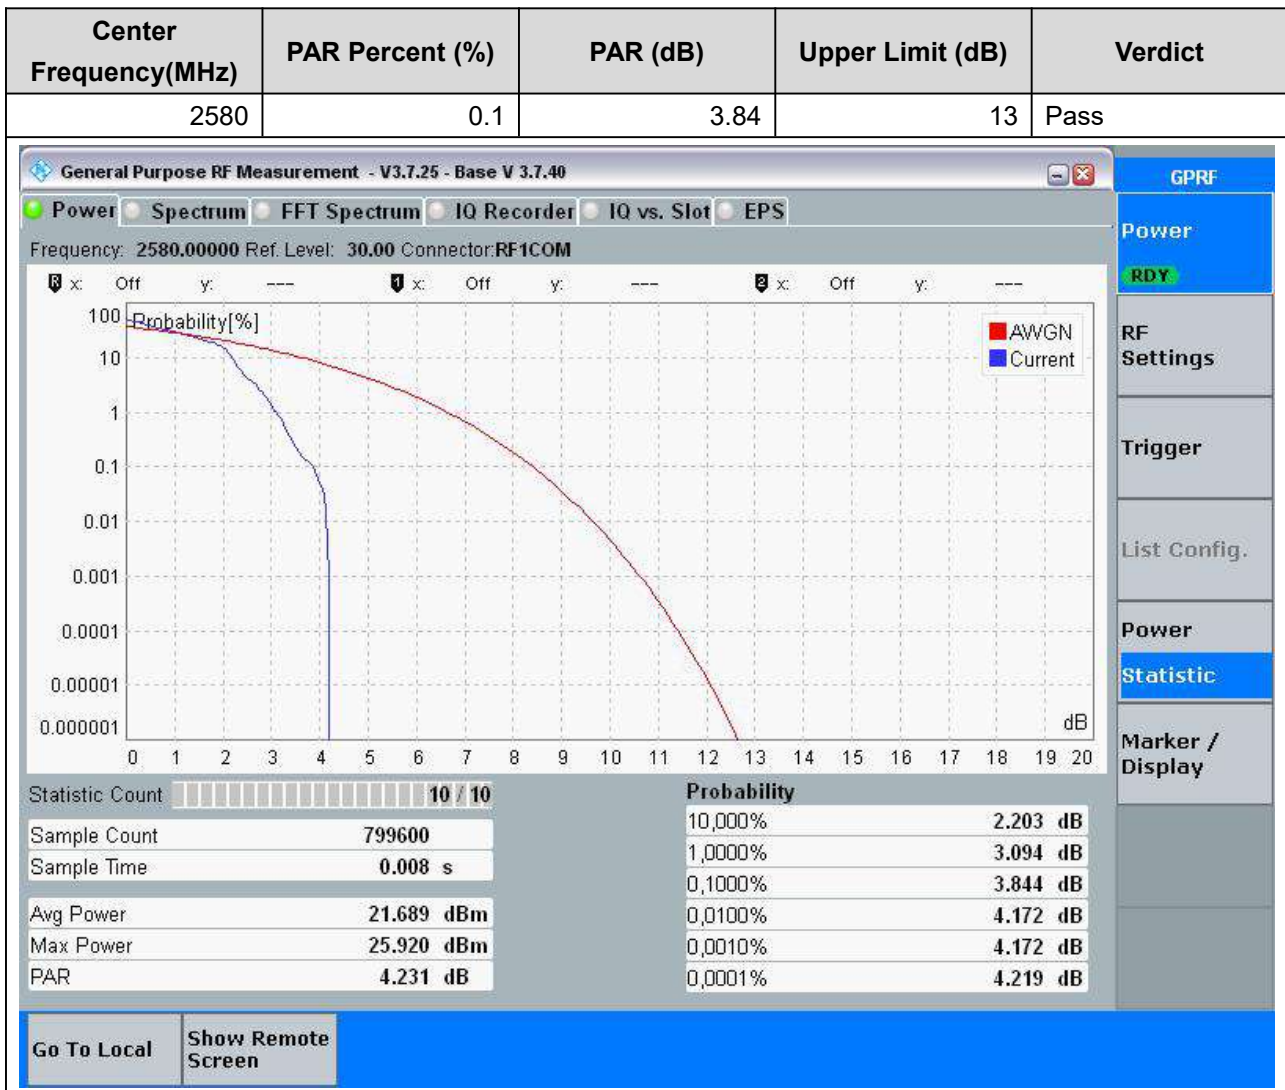 Center Frequency(MHz) PAR Percent (%) PAR (dB) Upper Limit (dB) Verdict
2580 0.1 3.84 13 Pass
General Purpose RF Measurement - V3.7.25 - Base V 3.7.40
GPRF
Power Spectrum FFT Spectrum IQ Recorder IQ vs. Slot EPS
Frequency: 2580.00000 Ref. Level: 30.00 Connector:RF1COM
R x: Off y: --- 1 x: Off y: --- 2 x: Off y: ---
Probability[%]
AWGN
Current
100
10
1
0.1
0.01
0.001
0.0001
0.00001
0.000001
dB
0 1 2 3 4 5 6 7 8 9 10 11 12 13 14 15 16 17 18 19 20
Statistic Count 10 / 10
Sample Count 799600
Sample Time 0.008 s
Avg Power 21.689 dBm
Max Power 25.920 dBm
PAR 4.231 dB
Probability
10,000% 2.203 dB
1,0000% 3.094 dB
0,1000% 3.844 dB
0,0100% 4.172 dB
0,0010% 4.172 dB
0,0001% 4.219 dB
Power
RDY
RF
Settings
Trigger
List Config.
Power
Statistic
Marker /
Display
Go To Local
Show Remote
Screen